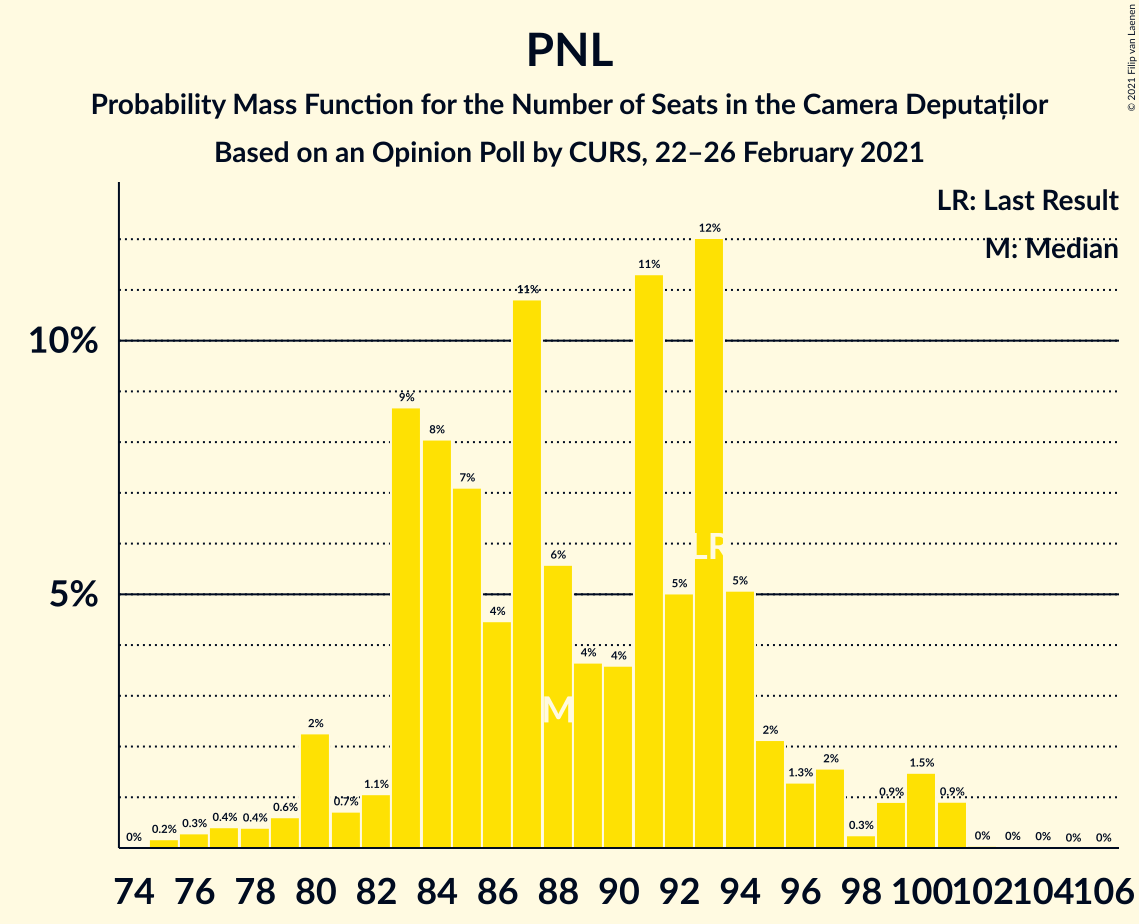 PNL
Probability Mass Function for the Number of Seats in the Camera Deputaților
Based on an Opinion Poll by CURS, 22–26 February 2021
© 2021 Filip van Laenen
LR: Last Result
M: Median
10%
5%
0% 0.2% 0.3% 0.4% 0.4% 0.6% 2% 0.7% 1.1% 9% 8% 7% 4% 11% 6% 4% 4% 11% 5% 12% 5% 2% 1.3% 2% 0.3% 0.9% 1.5% 0.9% 0% 0% 0% 0% 0%
LR
M
74 76 78 80 82 84 86 88 90 92 94 96 98 100 102 104 106